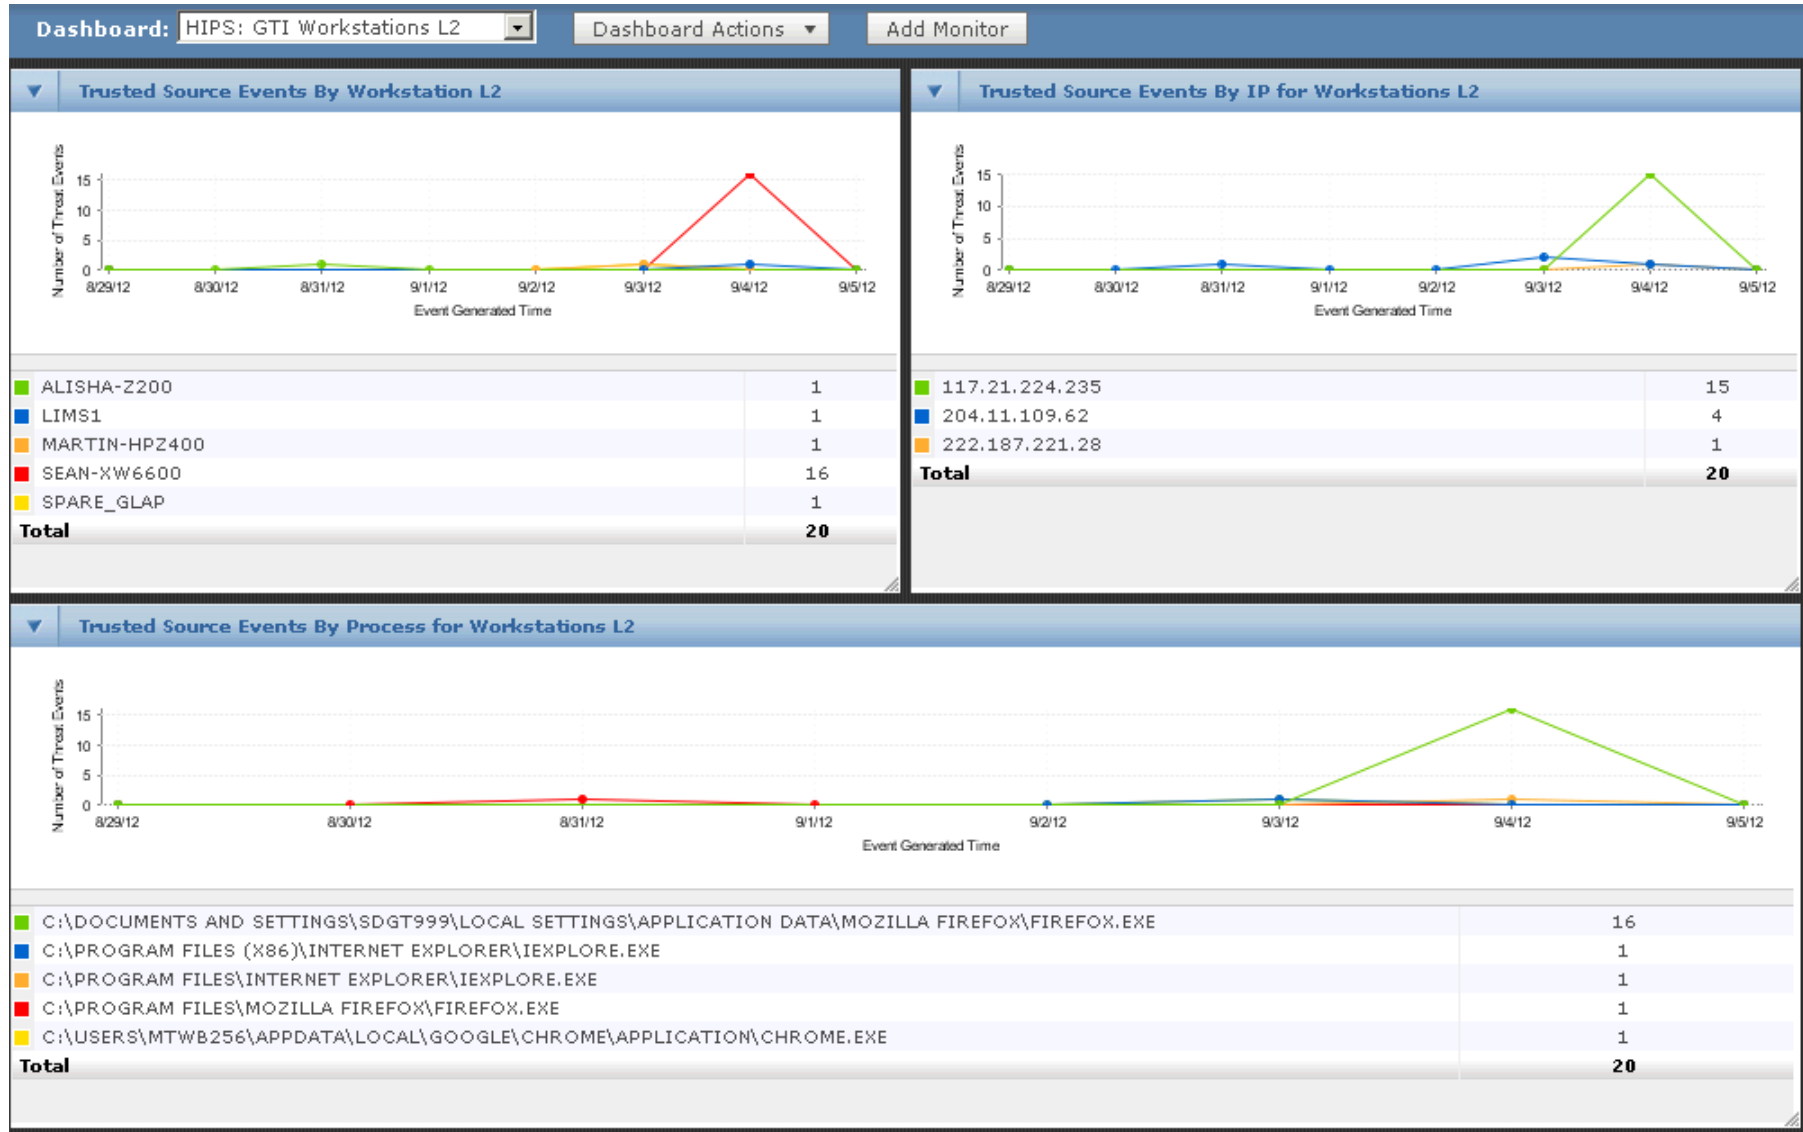 Dashboard: HIPS: GTI Workstations L2 Dashboard Actions Add Monitor
Trusted Source Events By Workstation L2
Number of Threat Events
15
10
5
0
8/29/12 8/30/12 8/31/12 9/1/12 9/2/12 9/3/12 9/4/12 9/5/12
Event Generated Time
ALISHA-Z200 1
LIMS1 1
MARTIN-HPZ400 1
SEAN-XW6600 16
SPARE_GLAP 1
Total 20
Trusted Source Events By IP for Workstations L2
Number of Threat Events
15
10
5
0
8/29/12 8/30/12 8/31/12 9/1/12 9/2/12 9/3/12 9/4/12 9/5/12
Event Generated Time
117.21.224.235 15
204.11.109.62 4
222.187.221.28 1
Total 20
Trusted Source Events By Process for Workstations L2
Number of Threat Events
15
10
5
0
8/29/12 8/30/12 8/31/12 9/1/12 9/2/12 9/3/12 9/4/12 9/5/12
Event Generated Time
C:\DOCUMENTS AND SETTINGS\SDGT999\LOCAL SETTINGS\APPLICATION DATA\MOZILLA FIREFOX\FIREFOX.EXE 16
C:\PROGRAM FILES (X86)\INTERNET EXPLORER\IEXPLORE.EXE 1
C:\PROGRAM FILES\INTERNET EXPLORER\IEXPLORE.EXE 1
C:\PROGRAM FILES\MOZILLA FIREFOX\FIREFOX.EXE 1
C:\USERS\MTWB256\APPDATA\LOCAL\GOOGLE\CHROME\APPLICATION\CHROME.EXE 1
Total 20